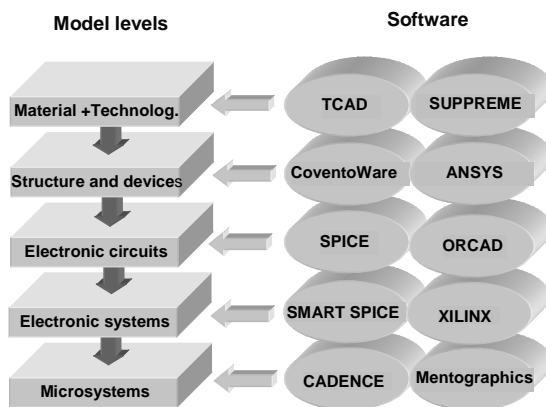 Model levels Software
Material +Technolog. TCAD SUPPREME
Structure and devices CoventoWare ANSYS
Electronic circuits SPICE ORCAD
Electronic systems SMART SPICE XILINX
Microsystems CADENCE Mentographics